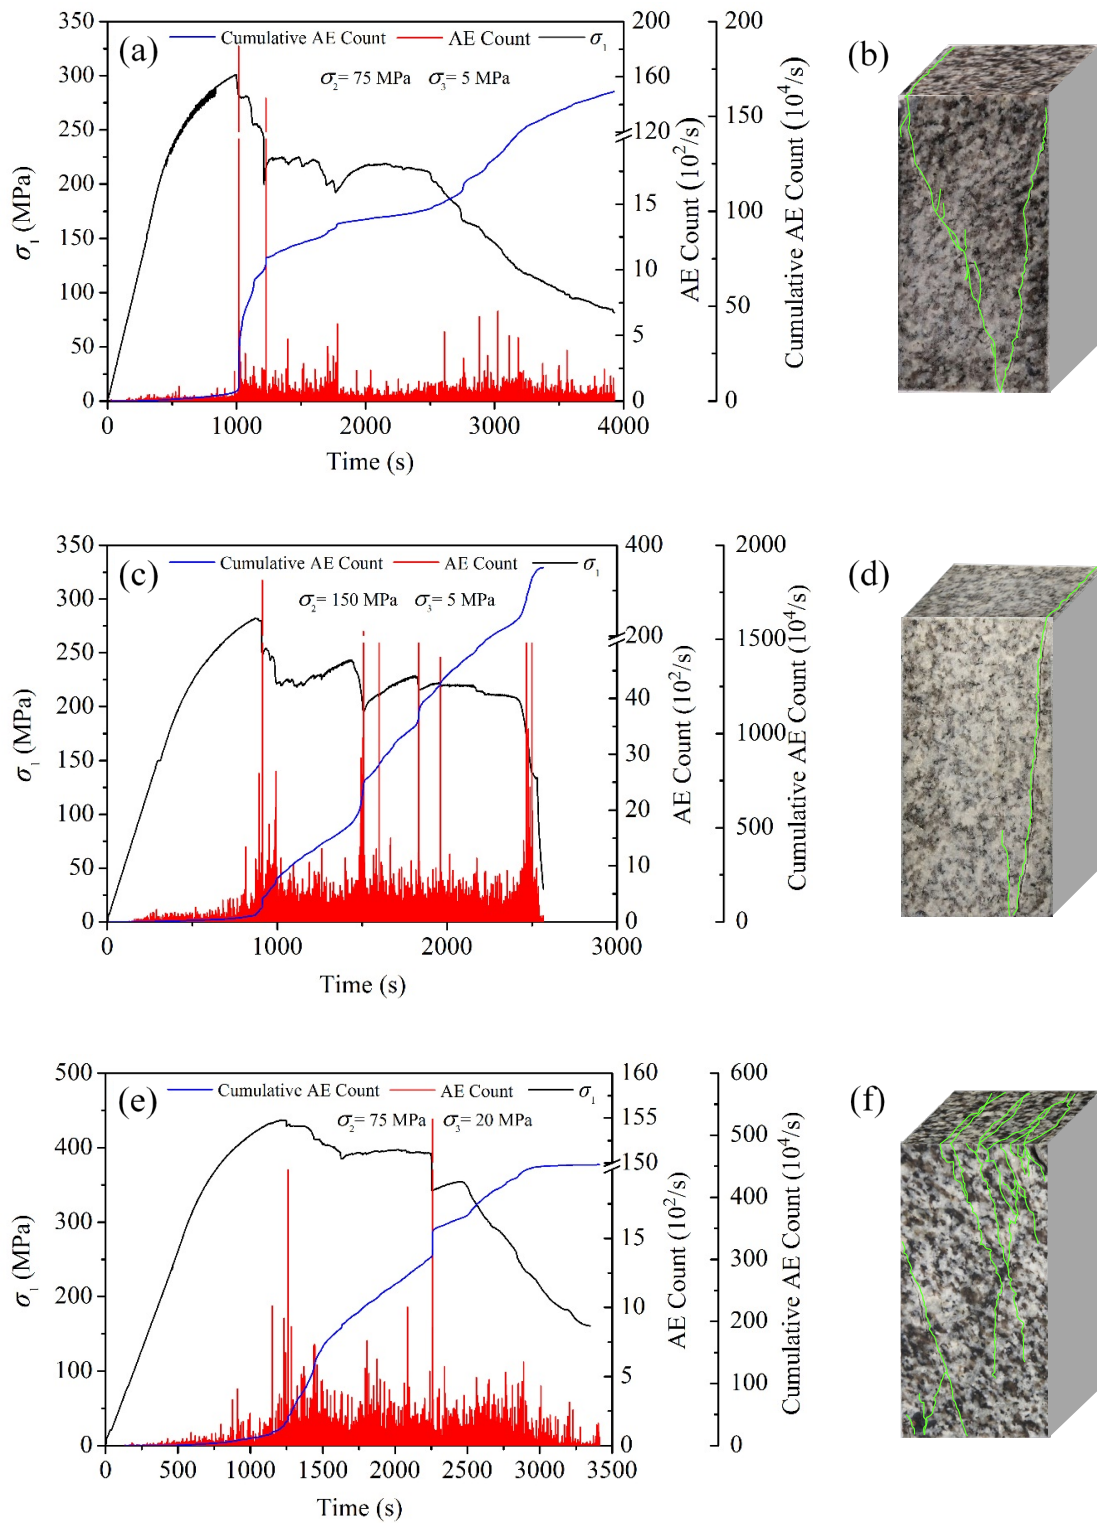 (a)
Cumulative AE Count AE Count σ1
σ2= 75 MPa σ3= 5 MPa
350
300
250
200
150
100
50
0
σ1 (MPa)
0 1000 2000 3000 4000
Time (s)
200
160
120
15
10
5
0
AE Count (10²/s)
200
150
100
50
0
Cumulative AE Count (10⁴/s)
(b)
(c)
Cumulative AE Count AE Count σ1
σ2= 150 MPa σ3= 5 MPa
350
300
250
200
150
100
50
0
σ1 (MPa)
0 1000 2000 3000
Time (s)
400
200
40
30
20
10
0
AE Count (10²/s)
2000
1500
1000
500
0
Cumulative AE Count (10⁴/s)
(d)
(e)
Cumulative AE Count AE Count σ1
σ2= 75 MPa σ3= 20 MPa
500
400
300
200
100
0
σ1 (MPa)
0 500 1000 1500 2000 2500 3000 3500
Time (s)
160
155
150
15
10
5
0
AE Count (10²/s)
600
500
400
300
200
100
0
Cumulative AE Count (10⁴/s)
(f)